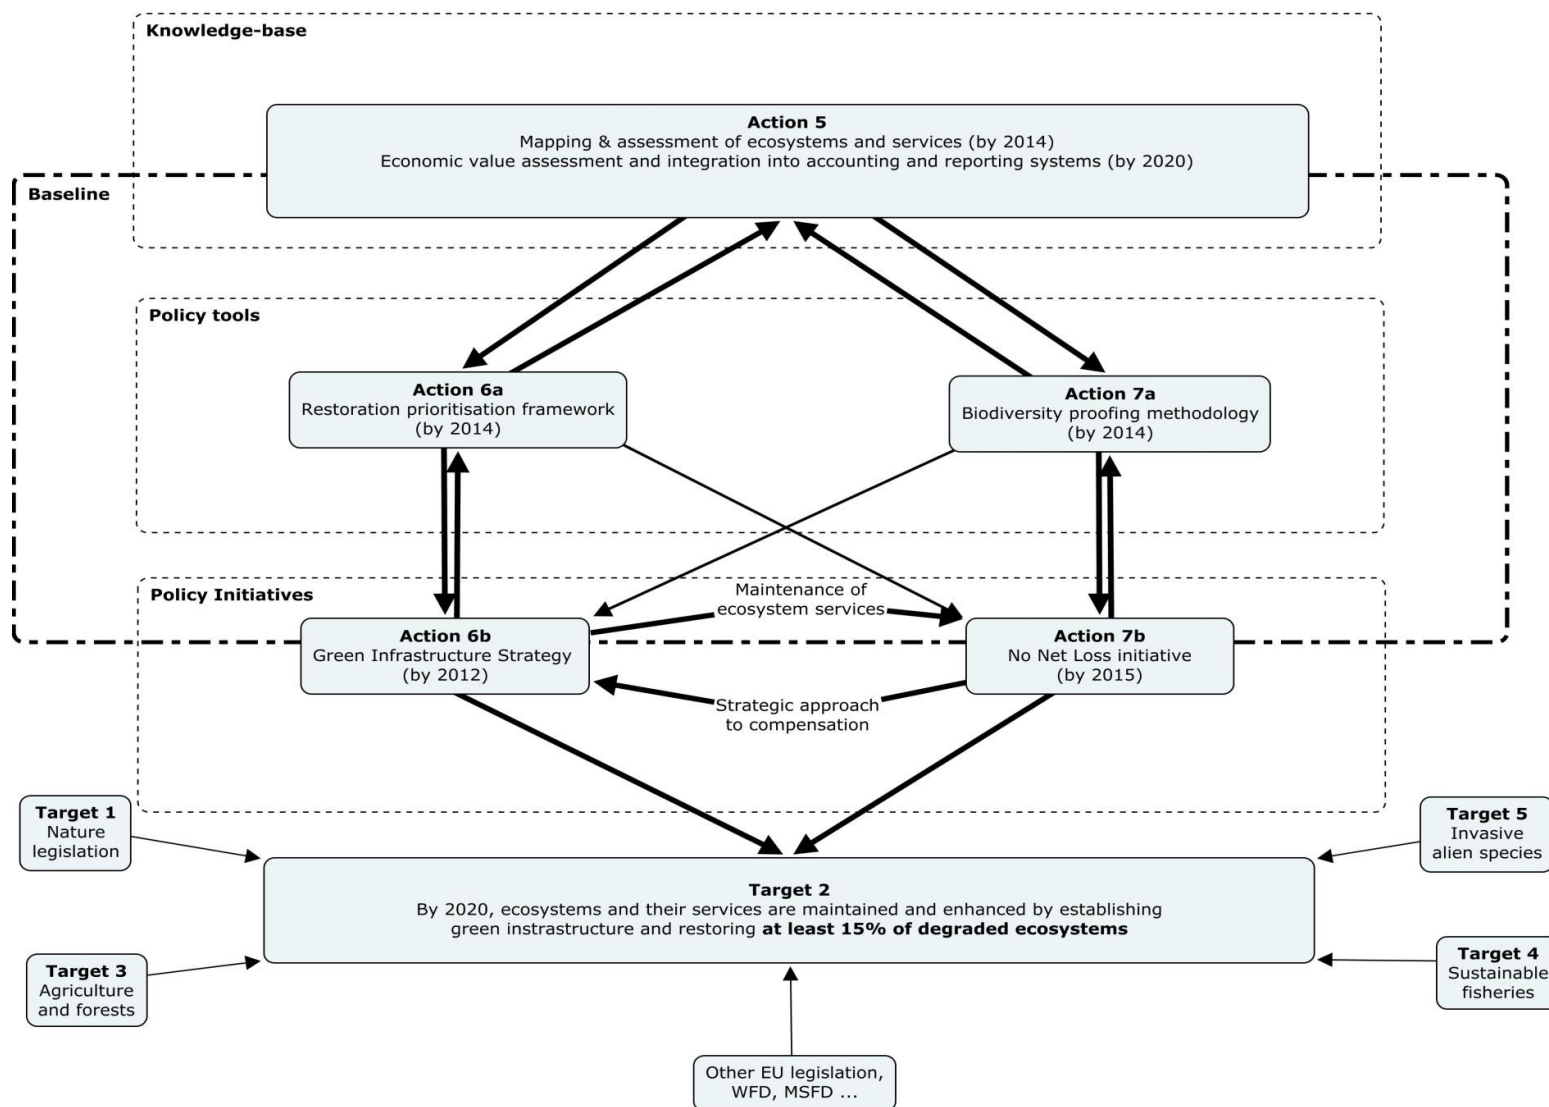 Knowledge-base
Action 5
Mapping & assessment of ecosystems and services (by 2014)
Economic value assessment and integration into accounting and reporting systems (by 2020)
Baseline
Policy tools
Action 6a
Restoration prioritisation framework
(by 2014)
Action 7a
Biodiversity proofing methodology
(by 2014)
Policy Initiatives
Maintenance of
ecosystem services
Action 6b
Green Infrastructure Strategy
(by 2012)
Action 7b
No Net Loss initiative
(by 2015)
Strategic approach
to compensation
Target 1
Nature
legislation
Target 5
Invasive
alien species
Target 2
By 2020, ecosystems and their services are maintained and enhanced by establishing
green instrastructure and restoring at least 15% of degraded ecosystems
Target 3
Agriculture
and forests
Target 4
Sustainable
fisheries
Other EU legislation,
WFD, MSFD ...